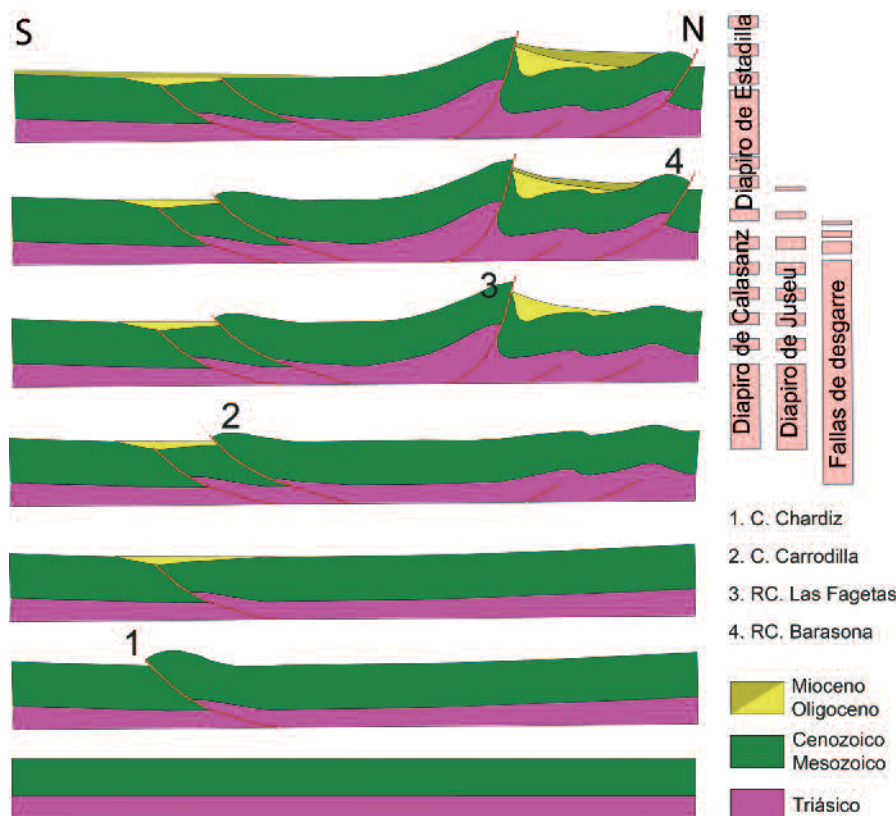 S
N
4
3
2
1
Diapiro de Estadilla
Diapiro de Calasanz
Diapiro de Juseu
Fallas de desgarre
1. C. Chardiz
2. C. Carrodilla
3. RC. Las Fagetas
4. RC. Barasona
Mioceno
Oligoceno
Cenozoico
Mesozoico
Triásico